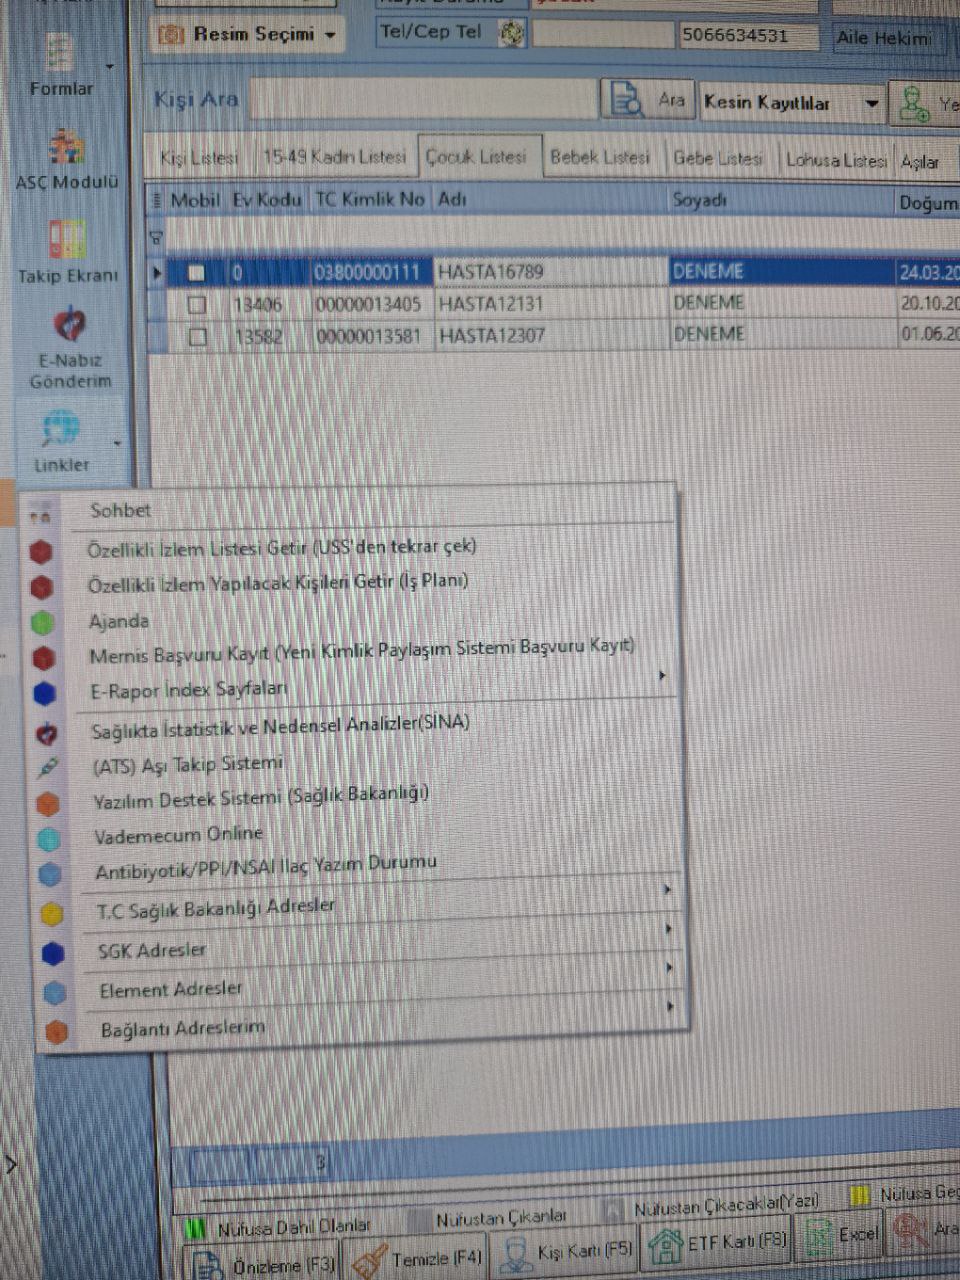 Resim Seçimi
Tel/Cep Tel
5066634531
Aile Hekimi
Formlar
Kişi Ara
Ara
Kesin Kayıtlılar
ASÇ Modulü
Kişi Listesi
15-49 Kadın Listesi
Çocuk Listesi
Bebek Listesi
Gebe Listesi
Lohusa Listesi
Aşılar
Mobil Ev Kodu TC Kimlik No Adı Soyadı Doğum
Takip Ekranı
0 03800000111 HASTA16789 DENEME 24.03.20
13406 00000013405 HASTA12131 DENEME 20.10.20
13582 00000013581 HASTA12307 DENEME 01.06.20
E-Nabız
Gönderim
Linkler
Sohbet
Özellikli İzlem Listesi Getir (USS'den tekrar çek)
Özellikli İzlem Yapılacak Kişileri Getir (İş Planı)
Ajanda
Mernis Başvuru Kayıt (Yeni Kimlik Paylaşım Sistemi Başvuru Kayıt)
E-Rapor İndex Sayfaları
Sağlıkta İstatistik ve Nedensel Analizler(SİNA)
(ATS) Aşı Takip Sistemi
Yazılım Destek Sistemi (Sağlık Bakanlığı)
Vademecum Online
Antibiyotik/PPI/NSAI İlaç Yazım Durumu
T.C Sağlık Bakanlığı Adresler
SGK Adresler
Element Adresler
Bağlantı Adreslerim
3
Nüfusa Dahil Olanlar
Nüfustan Çıkanlar
Nüfustan Çıkacaklar(Yazı)
Nüfusa Geç
Önizleme (F3)
Temizle (F4)
Kişi Kartı (F5)
ETF Kartı (F8)
Excel
Ara